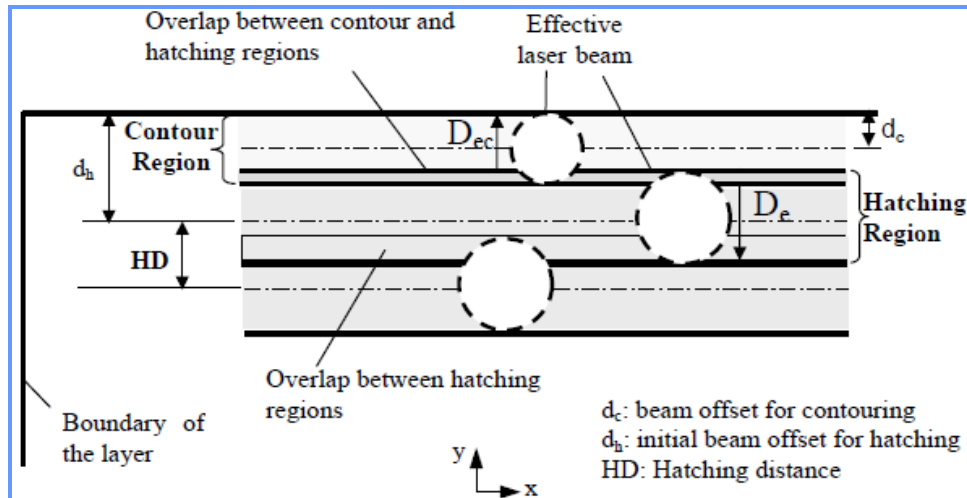 Overlap between contour and
hatching regions
Effective
laser beam
Contour
Region
D_ec
d_c
d_h
D_e
Hatching
Region
HD
Overlap between hatching
regions
Boundary of
the layer
y
x
d_c: beam offset for contouring
d_h: initial beam offset for hatching
HD: Hatching distance